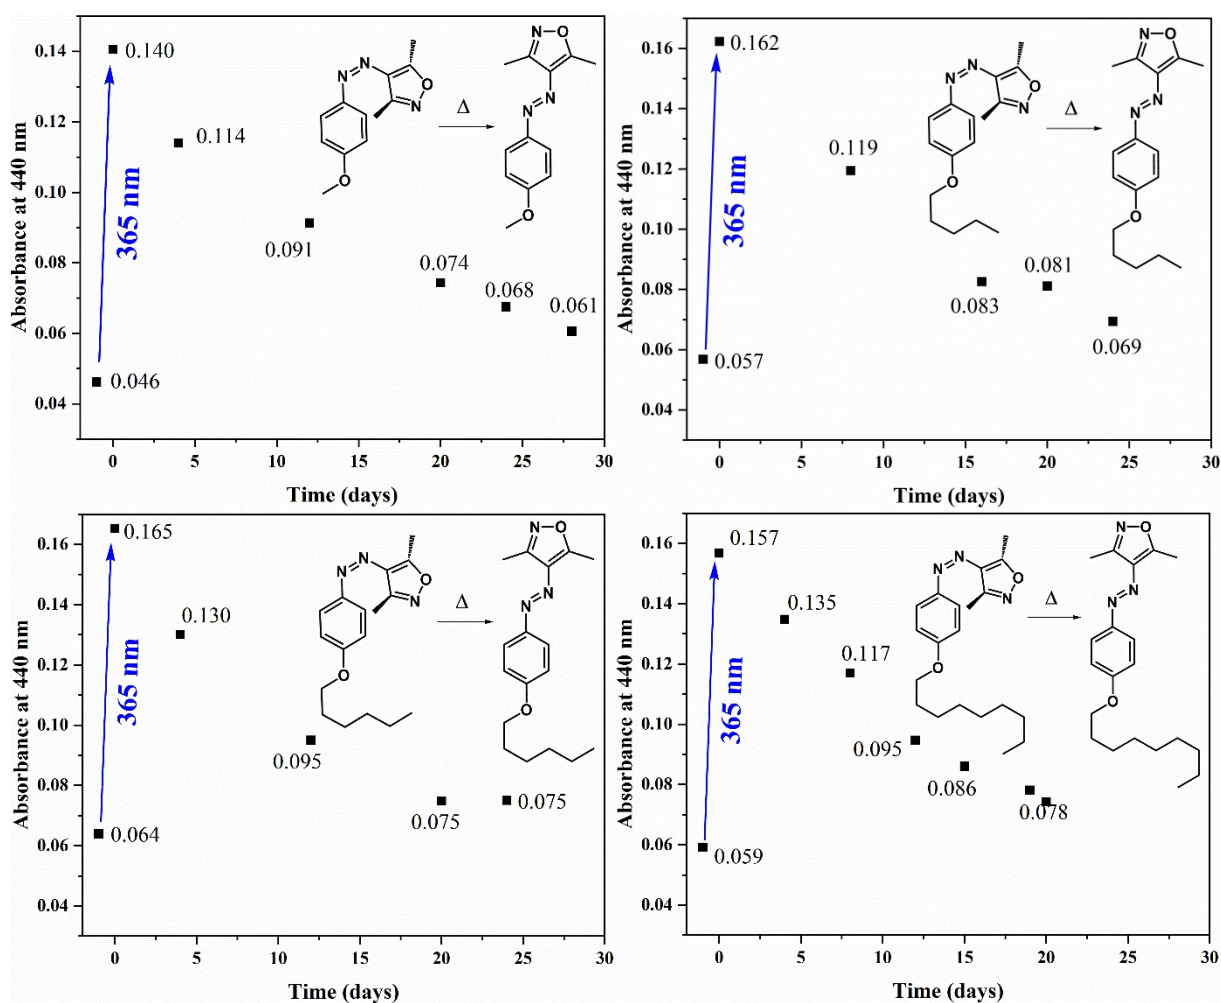 Absorbance at 440 nm
0.14
0.12
0.10
0.08
0.06
0.04
0.140
0.114
0.091
0.074
0.068
0.061
0.046
365 nm
N
N
O
N
O
Δ
N
O
N
N
O
0
5
10
15
20
25
30
Time (days)
Absorbance at 440 nm
0.16
0.14
0.12
0.10
0.08
0.06
0.04
0.162
0.119
0.083
0.081
0.069
0.057
365 nm
N
N
O
N
O
Δ
N
O
N
N
O
0
5
10
15
20
25
30
Time (days)
Absorbance at 440 nm
0.16
0.14
0.12
0.10
0.08
0.06
0.04
0.165
0.130
0.095
0.075
0.075
0.064
365 nm
N
N
O
N
O
Δ
N
O
N
N
O
0
5
10
15
20
25
30
Time (days)
Absorbance at 440 nm
0.16
0.14
0.12
0.10
0.08
0.06
0.04
0.157
0.135
0.117
0.095
0.086
0.078
0.059
365 nm
N
N
O
N
O
Δ
N
O
N
N
O
0
5
10
15
20
25
30
Time (days)